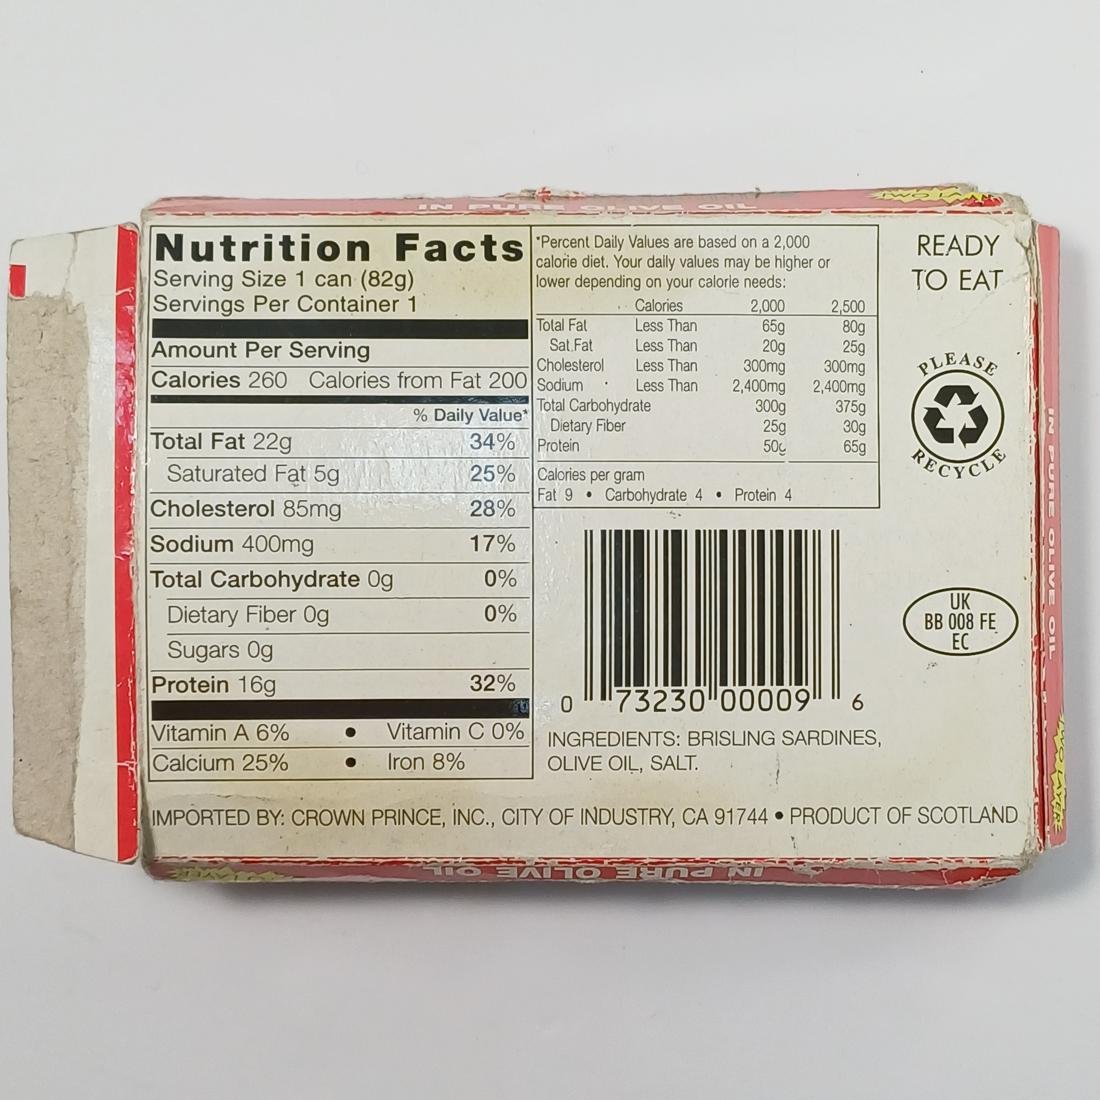 IN PURE OLIVE OIL
TWO LAYER
Nutrition Facts
Serving Size 1 can (82g)
Servings Per Container 1
Amount Per Serving
Calories 260 Calories from Fat 200
% Daily Value*
Total Fat 22g 34%
Saturated Fat 5g 25%
Cholesterol 85mg 28%
Sodium 400mg 17%
Total Carbohydrate 0g 0%
Dietary Fiber 0g 0%
Sugars 0g
Protein 16g 32%
Vitamin A 6% • Vitamin C 0%
Calcium 25% • Iron 8%
*Percent Daily Values are based on a 2,000
calorie diet. Your daily values may be higher or
lower depending on your calorie needs:
Calories 2,000 2,500
Total Fat Less Than 65g 80g
Sat.Fat Less Than 20g 25g
Cholesterol Less Than 300mg 300mg
Sodium Less Than 2,400mg 2,400mg
Total Carbohydrate 300g 375g
Dietary Fiber 25g 30g
Protein 50g 65g
Calories per gram
Fat 9 • Carbohydrate 4 • Protein 4
0 73230 00009 6
INGREDIENTS: BRISLING SARDINES,
OLIVE OIL, SALT.
READY
TO EAT
PLEASE
RECYCLE
UK
BB 008 FE
EC
IMPORTED BY: CROWN PRINCE, INC., CITY OF INDUSTRY, CA 91744 • PRODUCT OF SCOTLAND
IN PURE OLIVE OIL
TWO LAYER
IN PURE OLIVE OIL